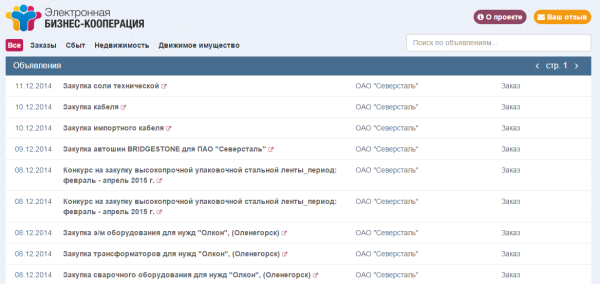 Электронная
БИЗНЕС-КООПЕРАЦИЯ
О проекте
Ваш отзыв
Все Заказы Сбыт Недвижимость Движимое имущество
Поиск по объявлениям...
Объявления
стр. 1
11.12.2014 Закупка соли технической ОАО "Северсталь" Заказ
10.12.2014 Закупка кабеля ОАО "Северсталь" Заказ
10.12.2014 Закупка импортного кабеля ОАО "Северсталь" Заказ
09.12.2014 Закупка автошин BRIDGESTONE для ПАО "Северсталь" ОАО "Северсталь" Заказ
08.12.2014 Конкурс на закупку высокопрочной упаковочной стальной ленты_период: ОАО "Северсталь" Заказ
февраль - апрель 2015 г.
08.12.2014 Конкурс на закупку высокопрочной упаковочной стальной ленты_период: ОАО "Северсталь" Заказ
февраль - апрель 2015 г.
08.12.2014 Закупка э/м оборудования для нужд "Олкон", (Оленегорск) ОАО "Северсталь" Заказ
08.12.2014 Закупка трансформаторов для нужд "Олкон", (Оленегорск) ОАО "Северсталь" Заказ
08.12.2014 Закупка сварочного оборудования для нужд "Олкон", (Оленегорск) ОАО "Северсталь" Заказ